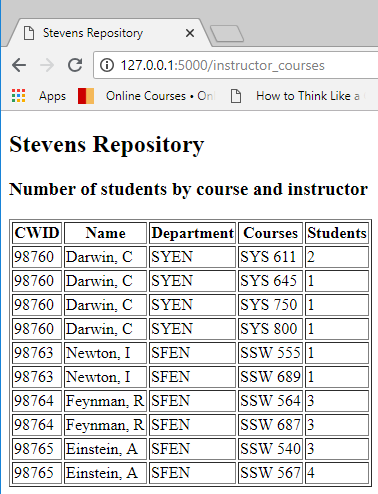 Stevens Repository
127.0.0.1:5000/instructor_courses
Apps Online Courses • On How to Think Like a
Stevens Repository
Number of students by course and instructor
CWID Name Department Courses Students
98760 Darwin, C SYEN SYS 611 2
98760 Darwin, C SYEN SYS 645 1
98760 Darwin, C SYEN SYS 750 1
98760 Darwin, C SYEN SYS 800 1
98763 Newton, I SFEN SSW 555 1
98763 Newton, I SFEN SSW 689 1
98764 Feynman, R SFEN SSW 564 3
98764 Feynman, R SFEN SSW 687 3
98765 Einstein, A SFEN SSW 540 3
98765 Einstein, A SFEN SSW 567 4